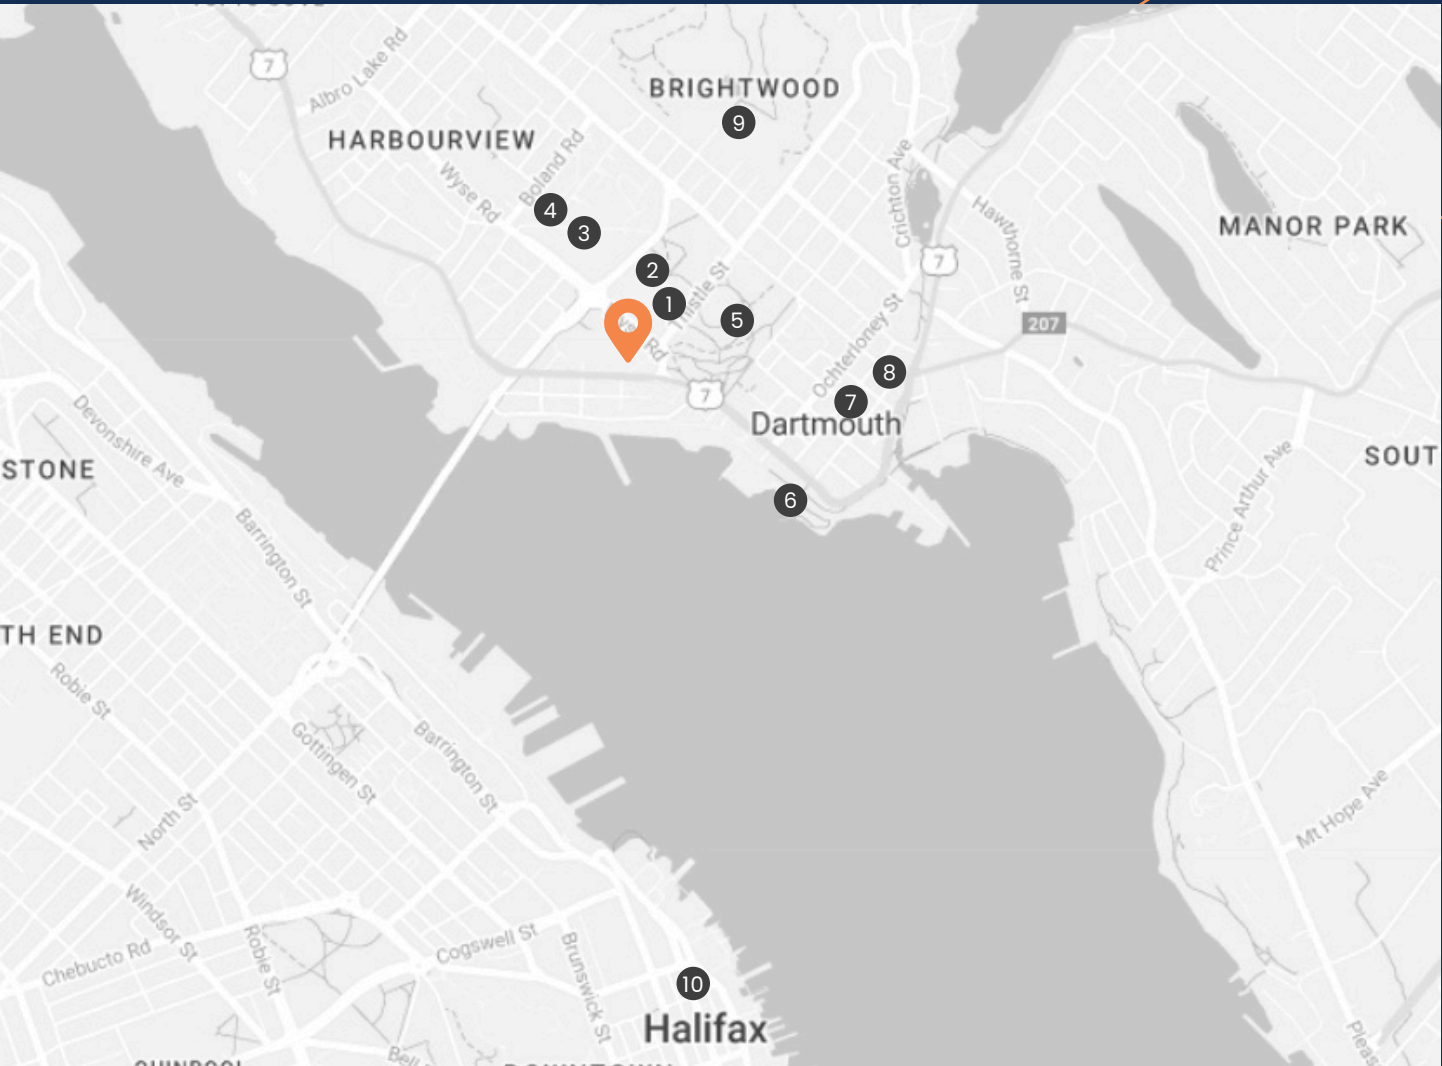 7
Albro Lake Rd
BRIGHTWOOD
9
HARBOURVIEW
Boland Rd
Wyse Rd
Crichton Ave
4
3
Hawthorne St
MANOR PARK
7
2
Thistle St
1
5
207
Rd
Ochterloney St
8
7
7
Dartmouth
Devonshire Ave
STONE
Prince Arthur Ave
SOUT
6
Barrington St
TH END
Robie St
Gottingen St
Barrington St
North St
Mt Hope Ave
Windsor St
Chebucto Rd
Robie St
Cogswell St
Brunswick St
10
Halifax
Pleas
Bell